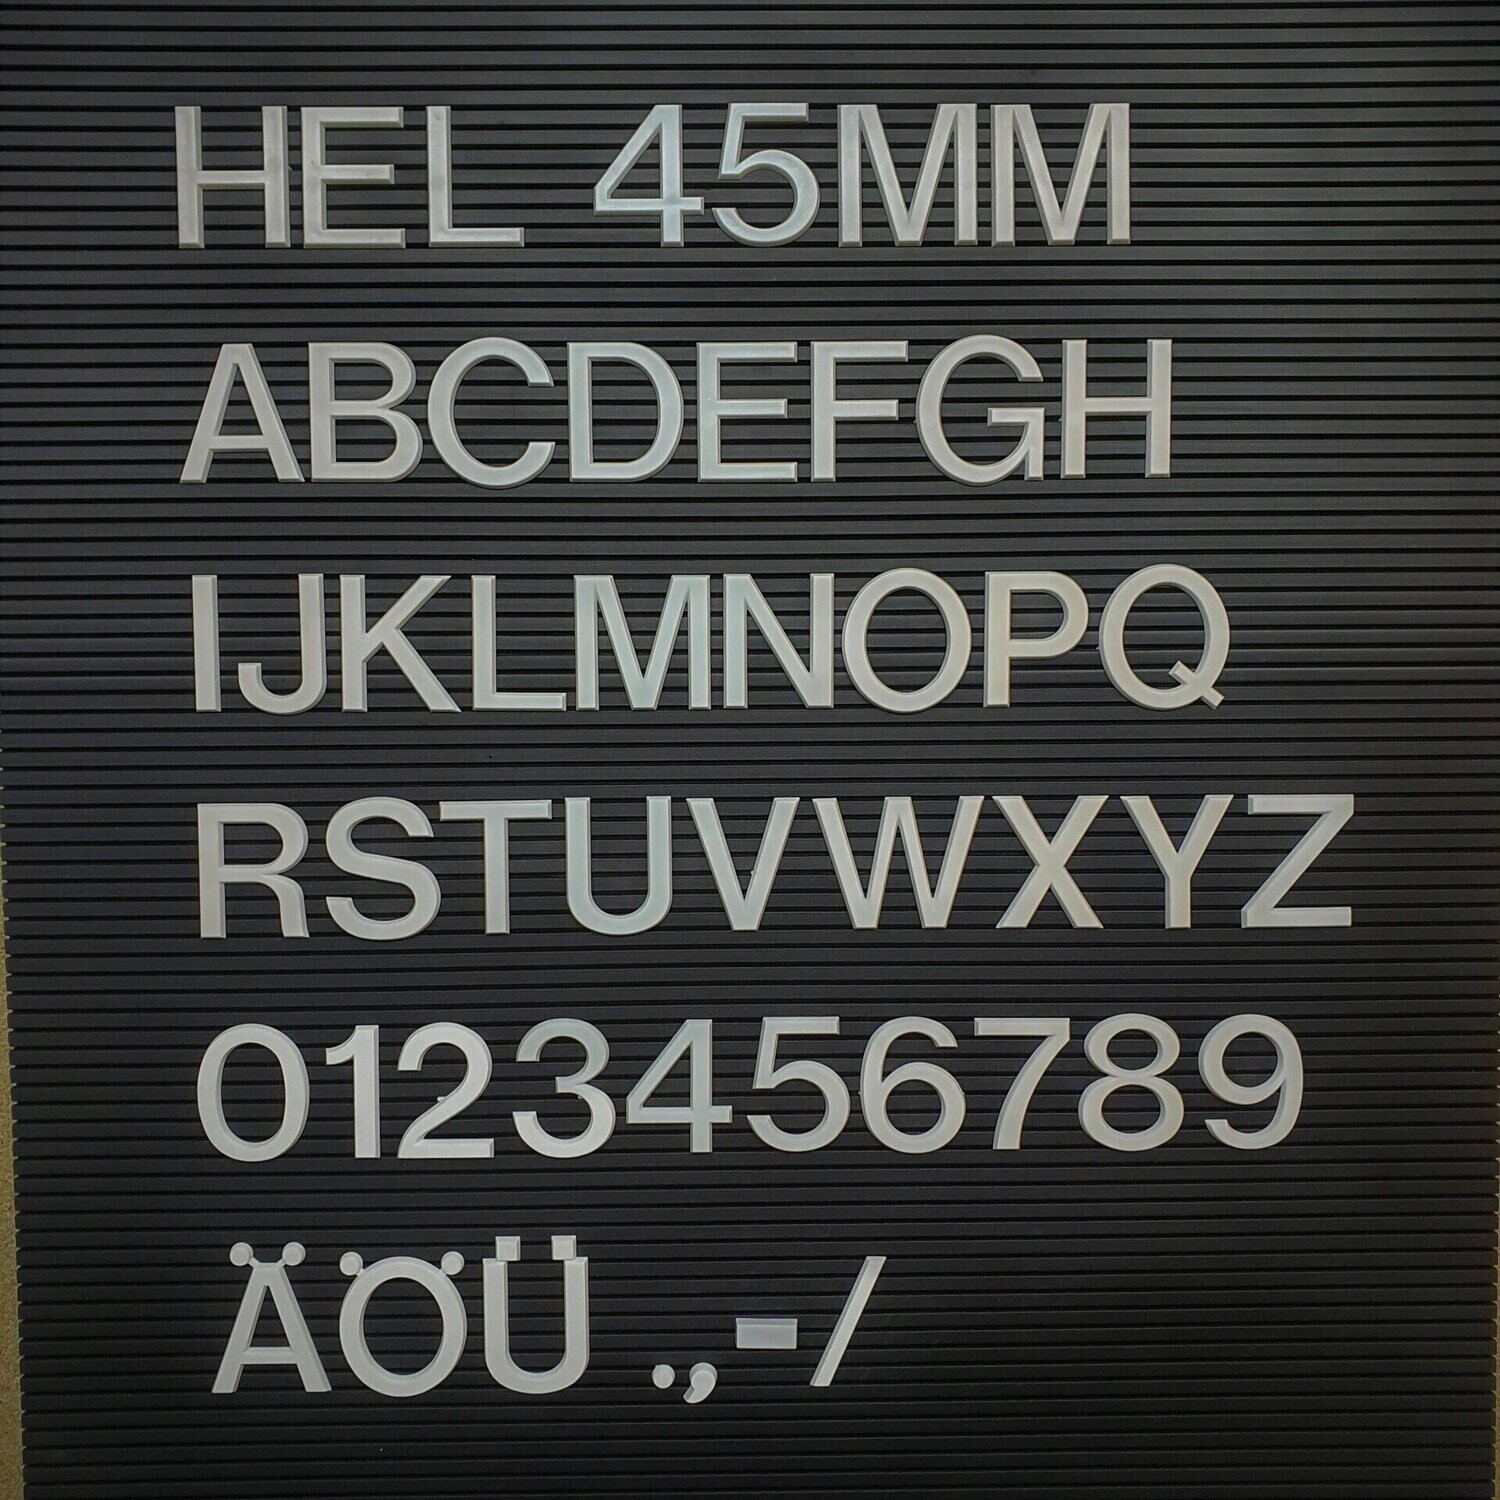 HEL 45MM
ABCDEFGH
IJKLMNOPQ
RSTUVWXYZ
0123456789
ÄÖÜ .,-/